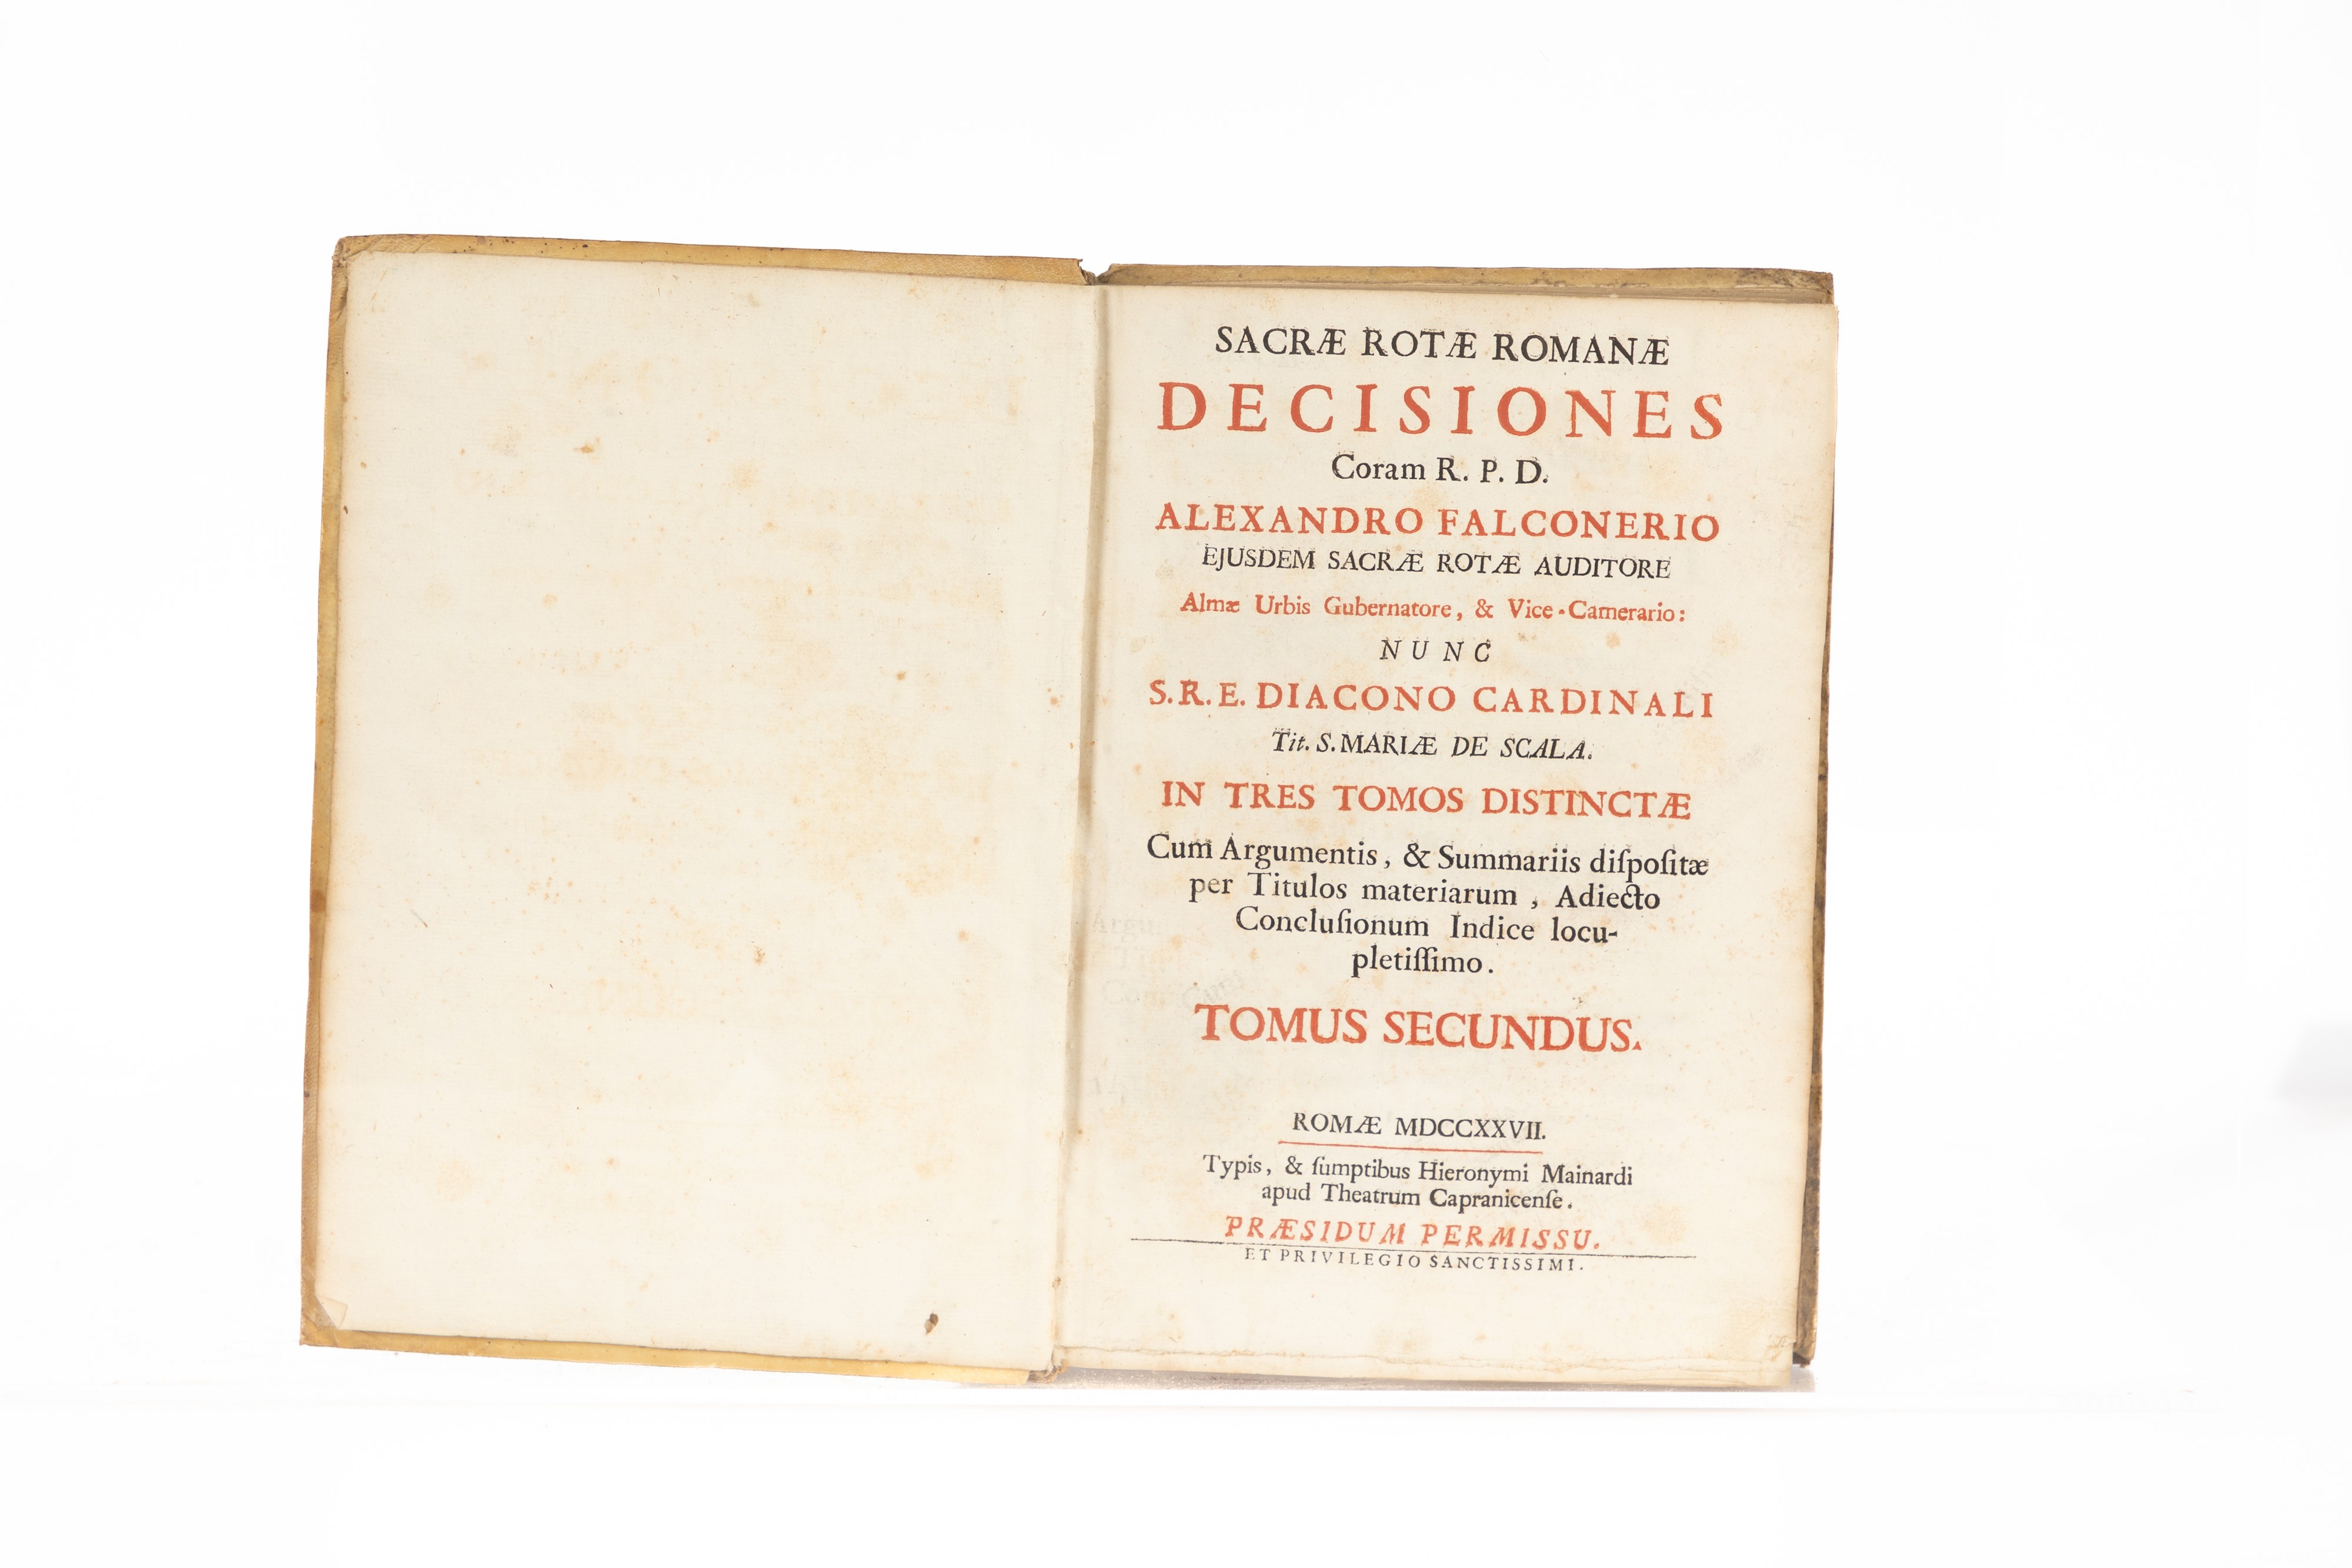 SACRÆ ROTÆ ROMANÆ
DECISIONES
Coram R. P. D.
ALEXANDRO FALCONERIO
EJUSDEM SACRÆ ROTÆ AUDITORE
Almæ Urbis Gubernatore, & Vice-Camerario:
NUNC
S.R.E. DIACONO CARDINALI
Tit. S. MARIÆ DE SCALA.
IN TRES TOMOS DISTINCTÆ
Cum Argumentis, & Summariis diſpoſitæ
per Titulos materiarum, Adiecto
Concluſionum Indice locu-
pletiſſimo.
TOMUS SECUNDUS.
ROMÆ MDCCXXVII.
Typis, & ſumptibus Hieronymi Mainardi
apud Theatrum Capranicenſe.
PRÆSIDUM PERMISSU.
ET PRIVILEGIO SANCTISSIMI.